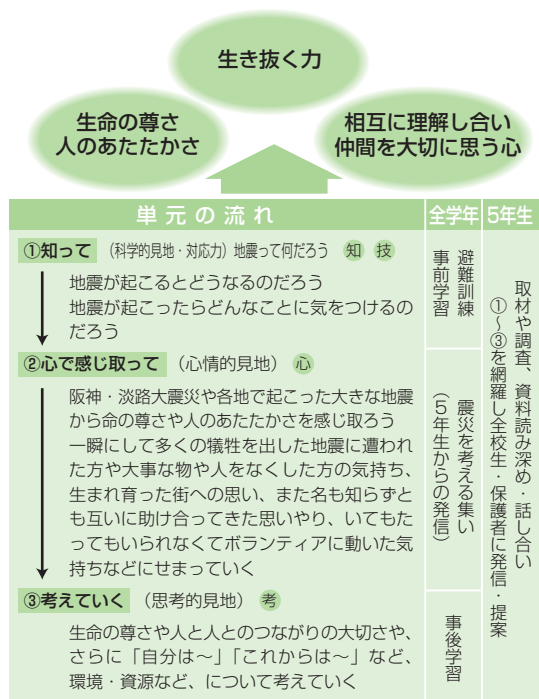 生き抜く力
生命の尊さ
人のあたたかさ
相互に理解し合い
仲間を大切に思う心
単元の流れ
全学年
5年生
①知って （科学的見地・対応力）地震って何だろう 知 技
地震が起こるとどうなるのだろう
地震が起こったらどんなことに気をつけるの
だろう
②心で感じ取って （心情的見地） 心
阪神・淡路大震災や各地で起こった大きな地震
から命の尊さや人のあたたかさを感じ取ろう
一瞬にして多くの犠牲を出した地震に遭われ
た方や大事な物や人をなくした方の気持ち、
生まれ育った街への思い、また名も知らずと
も互いに助け合ってきた思いやり、いてもた
ってもいられなくてボランティアに動いた気
持ちなどにせまっていく
③考えていく （思考的見地） 考
生命の尊さや人と人とのつながりの大切さや、
さらに「自分は～」「これからは～」など、
環境・資源など、について考えていく
避難訓練
事前学習
震災を考える集い
（5年生からの発信）
事後学習
取材や調査、資料読み深め・話し合い
①～③を網羅し全校生・保護者に発信・提案